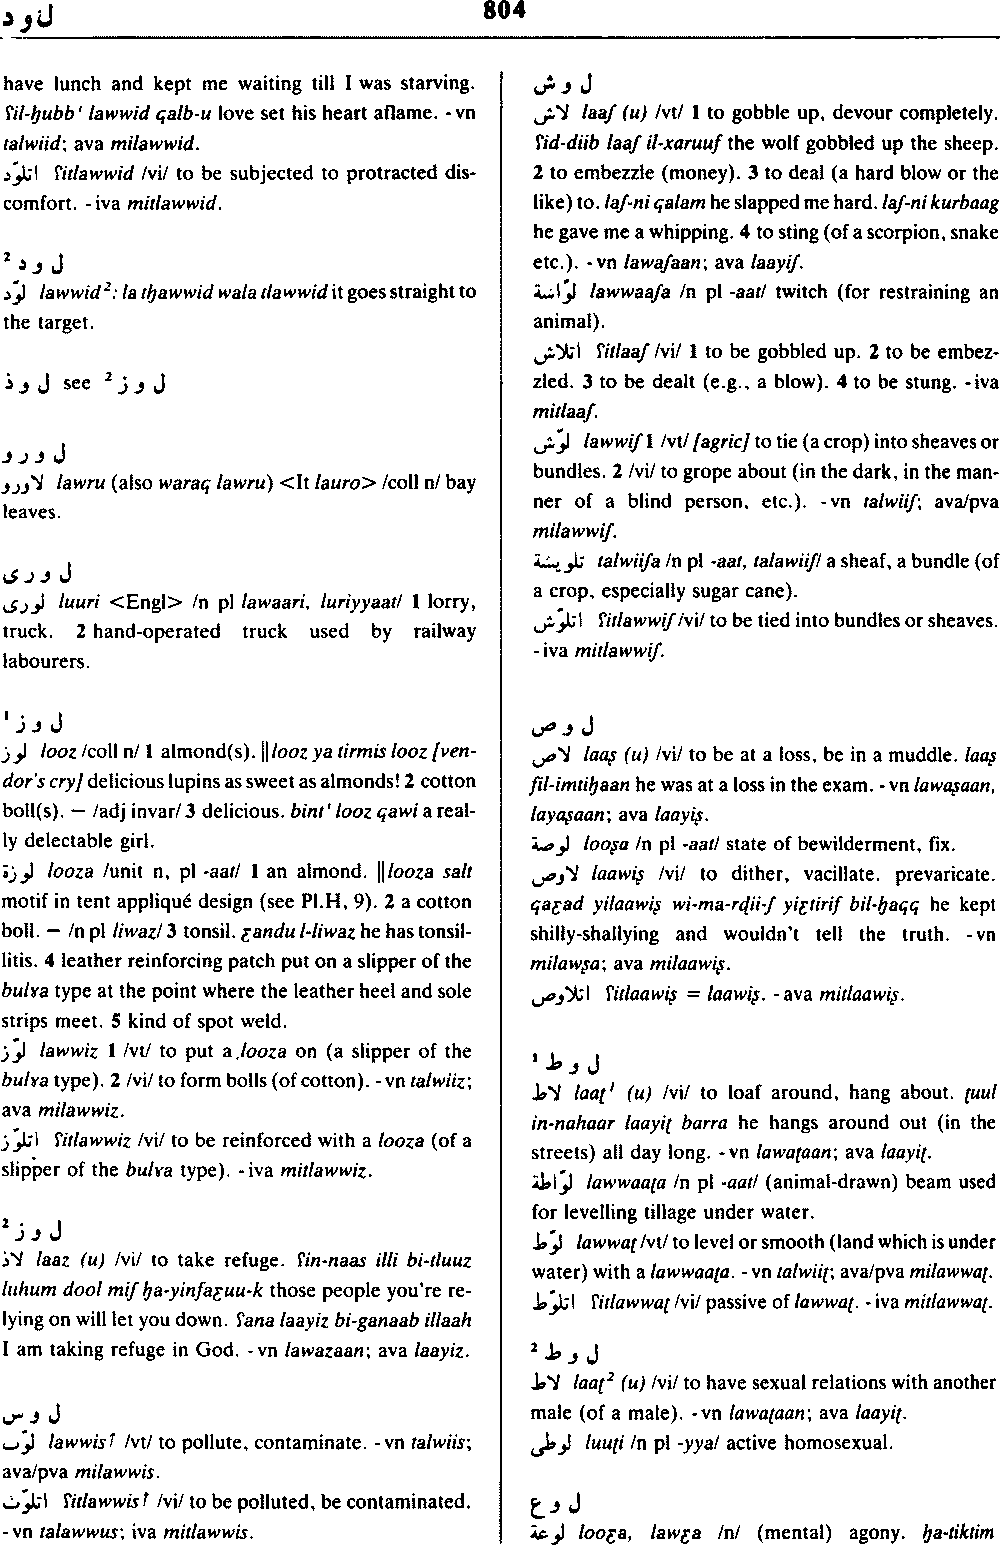 ل و د
804
have lunch and kept me waiting till I was starving.
ʕil-ḥubb' lawwid qalb-u love set his heart aflame. -vn
talwiid; ava milawwid.
اتلوّد ʕitlawwid /vi/ to be subjected to protracted dis-
comfort. -iva mitlawwid.
ل و د ²
لوّد lawwid²: la tḥawwid wala tlawwid it goes straight to
the target.
ل و ذ see ل و ز ²
ل و ر و
لاورو lawru (also waraq lawru) <It lauro> /coll n/ bay
leaves.
ل و ر ى
لورى luuri <Engl> /n pl lawaari, luriyyaat/ 1 lorry,
truck. 2 hand-operated truck used by railway
labourers.
ل و ز ¹
لوز looz /coll n/ 1 almond(s). ||looz ya tirmis looz [ven-
dor's cry] delicious lupins as sweet as almonds! 2 cotton
boll(s). — /adj invar/ 3 delicious. bint' looz qawi a real-
ly delectable girl.
لوزة looza /unit n, pl -aat/ 1 an almond. ||looza salt
motif in tent appliqué design (see Pl.H, 9). 2 a cotton
boll. — /n pl liwaz/ 3 tonsil. ƹandu l-liwaz he has tonsil-
litis. 4 leather reinforcing patch put on a slipper of the
bulɣa type at the point where the leather heel and sole
strips meet. 5 kind of spot weld.
لوّز lawwiz 1 /vt/ to put a looza on (a slipper of the
bulɣa type). 2 /vi/ to form bolls (of cotton). -vn talwiiz;
ava milawwiz.
اتلوّز ʕitlawwiz /vi/ to be reinforced with a looza (of a
slipper of the bulɣa type). -iva mitlawwiz.
ل و ز ²
لاذ laaz (u) /vi/ to take refuge. ʕin-naas illi bi-tluuz
luhum dool miʃ ḥa-yinfaƹuu-k those people you're re-
lying on will let you down. ʕana laayiz bi-ganaab illaah
I am taking refuge in God. -vn lawazaan; ava laayiz.
ل و س
لوّث lawwis↑ /vt/ to pollute, contaminate. -vn talwiis;
ava/pva milawwis.
اتلوّث ʕitlawwis↑ /vi/ to be polluted, be contaminated.
-vn talawwus; iva mitlawwis.
ل و ش
لاش laaʃ (u) /vt/ 1 to gobble up, devour completely.
ʕid-diib laaʃ il-xaruuf the wolf gobbled up the sheep.
2 to embezzle (money). 3 to deal (a hard blow or the
like) to. laʃ-ni qalam he slapped me hard. laʃ-ni kurbaag
he gave me a whipping. 4 to sting (of a scorpion, snake
etc.). -vn lawaʃaan; ava laayiʃ.
لوّاشة lawwaaʃa /n pl -aat/ twitch (for restraining an
animal).
اتلاش ʕitlaaʃ /vi/ 1 to be gobbled up. 2 to be embez-
zled. 3 to be dealt (e.g., a blow). 4 to be stung. -iva
mitlaaʃ.
لوّش lawwiʃ 1 /vt/ [agric] to tie (a crop) into sheaves or
bundles. 2 /vi/ to grope about (in the dark, in the man-
ner of a blind person, etc.). -vn talwiiʃ; ava/pva
milawwiʃ.
تلويشة talwiiʃa /n pl -aat, talawiiʃ/ a sheaf, a bundle (of
a crop, especially sugar cane).
اتلوّش ʕitlawwiʃ /vi/ to be tied into bundles or sheaves.
-iva mitlawwiʃ.
ل و ص
لاص laaṣ (u) /vi/ to be at a loss, be in a muddle. laaṣ
fil-imtiḥaan he was at a loss in the exam. -vn lawaṣaan,
layaṣaan; ava laayiṣ.
لوصة looṣa /n pl -aat/ state of bewilderment, fix.
لاوص laawiṣ /vi/ to dither, vacillate. prevaricate.
qaƹad yilaawiṣ wi-ma-rḍii-ʃ yiƹtirif bil-ḥaqq he kept
shilly-shallying and wouldn't tell the truth. -vn
milawṣa; ava milaawiṣ.
اتلاوص ʕitlaawiṣ = laawiṣ. -ava mitlaawiṣ.
ل و ط ¹
لاط laaṭ¹ (u) /vi/ to loaf around, hang about. ṭuul
in-nahaar laayiṭ barra he hangs around out (in the
streets) all day long. -vn lawaṭaan; ava laayiṭ.
لوّاطة lawwaaṭa /n pl -aat/ (animal-drawn) beam used
for levelling tillage under water.
لوّط lawwaṭ /vt/ to level or smooth (land which is under
water) with a lawwaaṭa. -vn talwiiṭ; ava/pva milawwaṭ.
اتلوّط ʕitlawwaṭ /vi/ passive of lawwaṭ. -iva mitlawwaṭ.
ل و ط ²
لاط laaṭ² (u) /vi/ to have sexual relations with another
male (of a male). -vn lawaṭaan; ava laayiṭ.
لوطى luuṭi /n pl -yya/ active homosexual.
ل و ع
لوعة looƹa, lawƹa /n/ (mental) agony. ḥa-tiktim